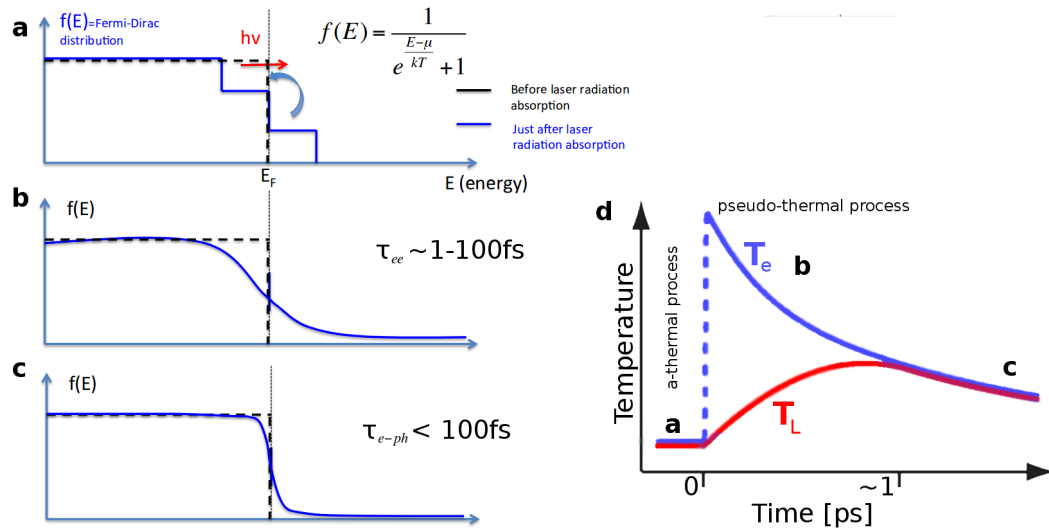 a
f(E)=Fermi-Dirac
distribution
hν
f(E) = 1 / (e^((E−μ)/kT) + 1)
Before laser radiation
absorption
Just after laser
radiation absorption
E_F
E (energy)
b
f(E)
τ_ee ~ 1-100fs
c
f(E)
τ_e-ph < 100fs
d
pseudo-thermal process
T_e
b
a-thermal process
Temperature
a
T_L
c
0
~1
Time [ps]